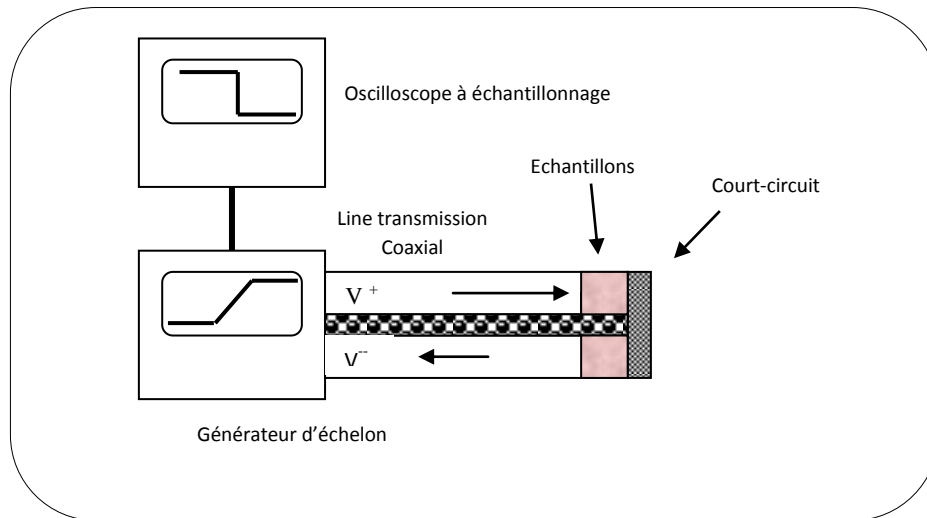 Oscilloscope à échantillonnage
Echantillons
Court-circuit
Line transmission
Coaxial
V +
V --
Générateur d'échelon